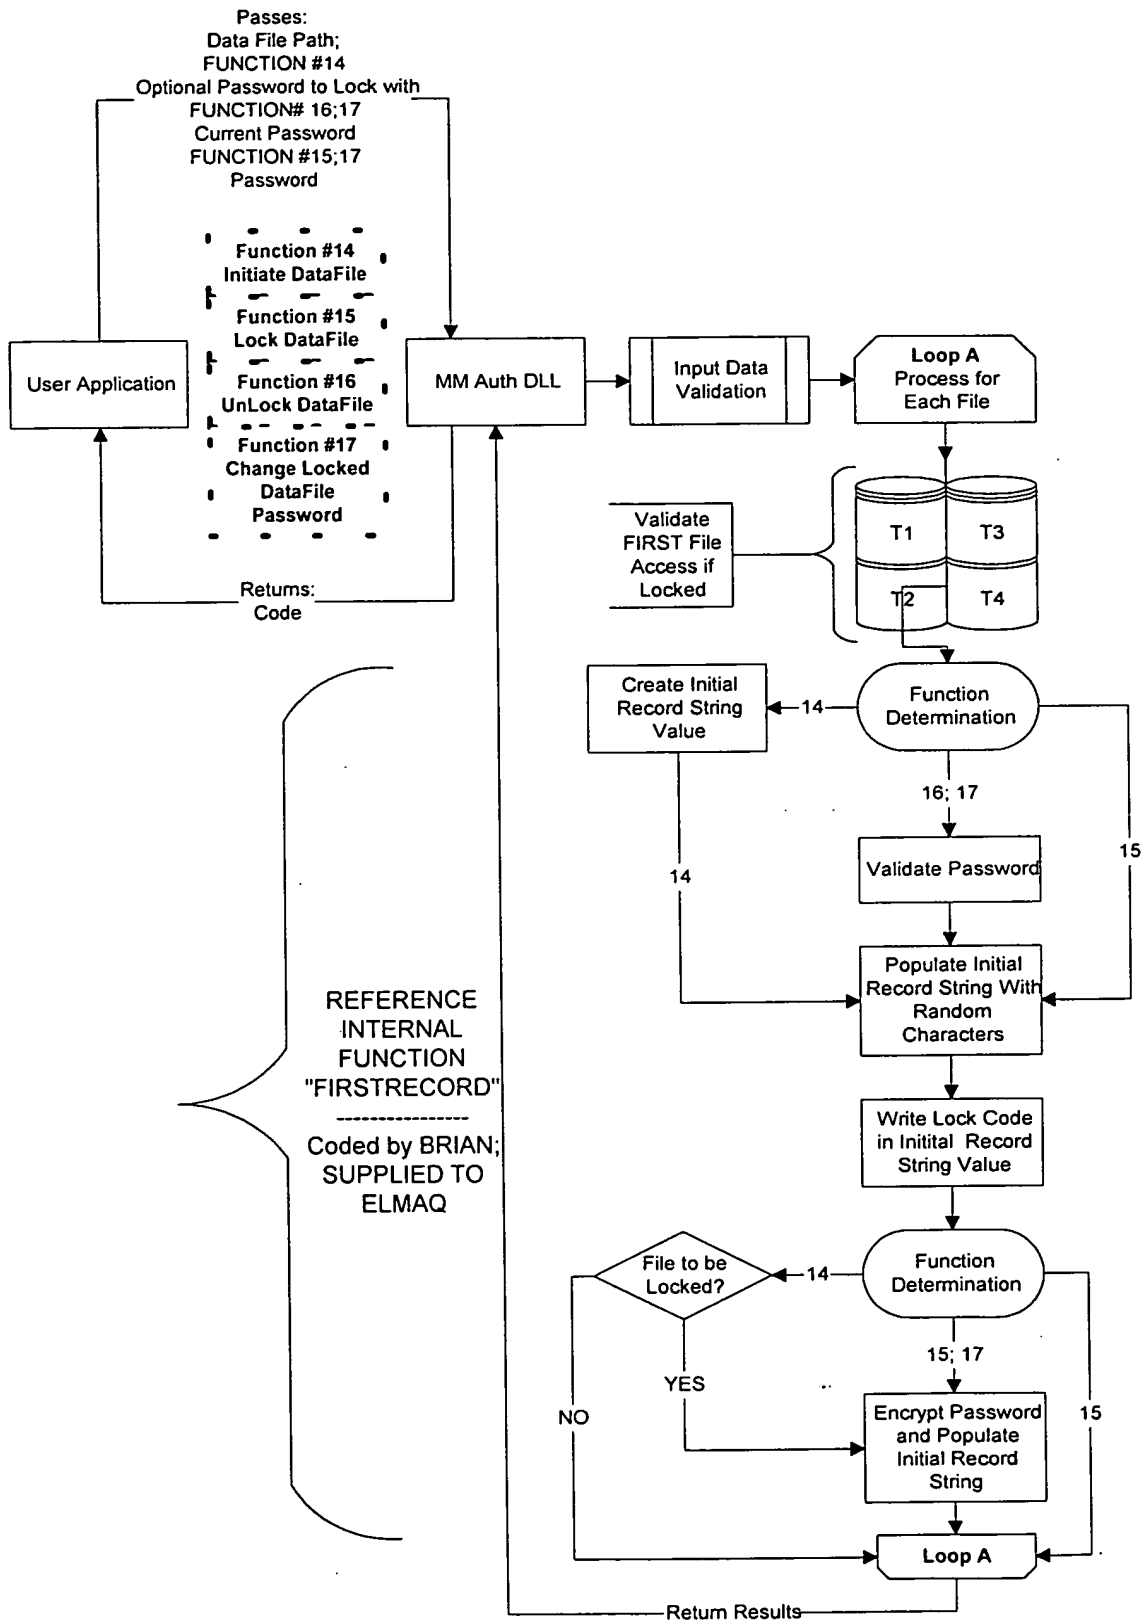 Passes:
Data File Path;
FUNCTION #14
Optional Password to Lock with
FUNCTION# 16;17
Current Password
FUNCTION #15;17
Password
Function #14
Initiate DataFile
Function #15
Lock DataFile
Function #16
UnLock DataFile
Function #17
Change Locked
DataFile
Password
User Application
MM Auth DLL
Input Data
Validation
Loop A
Process for
Each File
Returns:
Code
Validate
FIRST File
Access if
Locked
T1
T3
T2
T4
Create Initial
Record String
Value
14
Function
Determination
16; 17
15
14
Validate Password
Populate Initial
Record String With
Random
Characters
REFERENCE
INTERNAL
FUNCTION
"FIRSTRECORD"
-----------------
Coded by BRIAN;
SUPPLIED TO
ELMAQ
Write Lock Code
in Initital Record
String Value
File to be
Locked?
14
Function
Determination
15; 17
YES
NO
15
Encrypt Password
and Populate
Initial Record
String
Loop A
Return Results